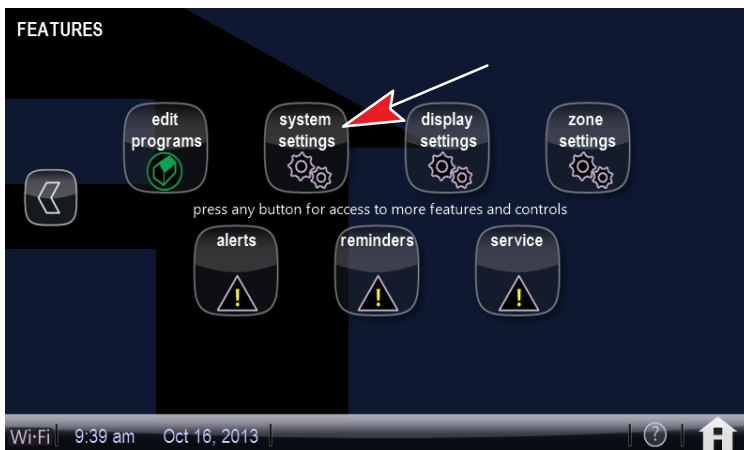 FEATURES
edit programs
system settings
display settings
zone settings
press any button for access to more features and controls
alerts
reminders
service
Wi·Fi 9:39 am Oct 16, 2013 ?